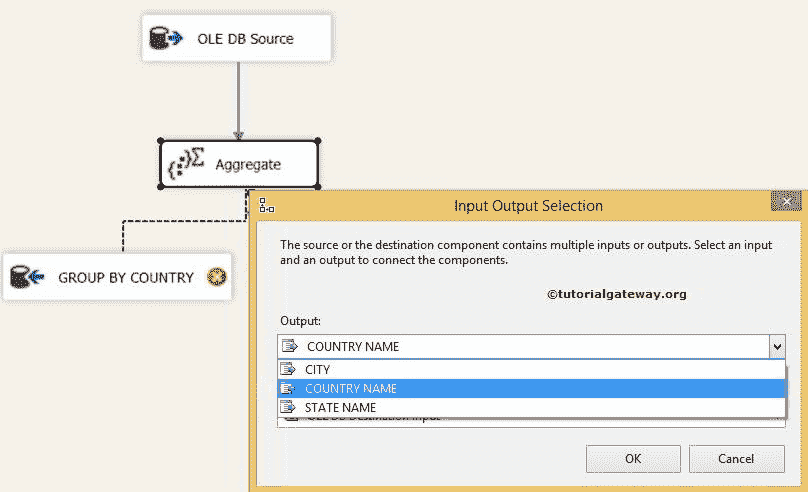 OLE DB Source
Aggregate
GROUP BY COUNTRY
Input Output Selection
The source or the destination component contains multiple inputs or outputs. Select an input
and an output to connect the components.
©tutorialgateway.org
Output:
COUNTRY NAME
CITY
COUNTRY NAME
STATE NAME
OLE DB Destination Input
OK
Cancel